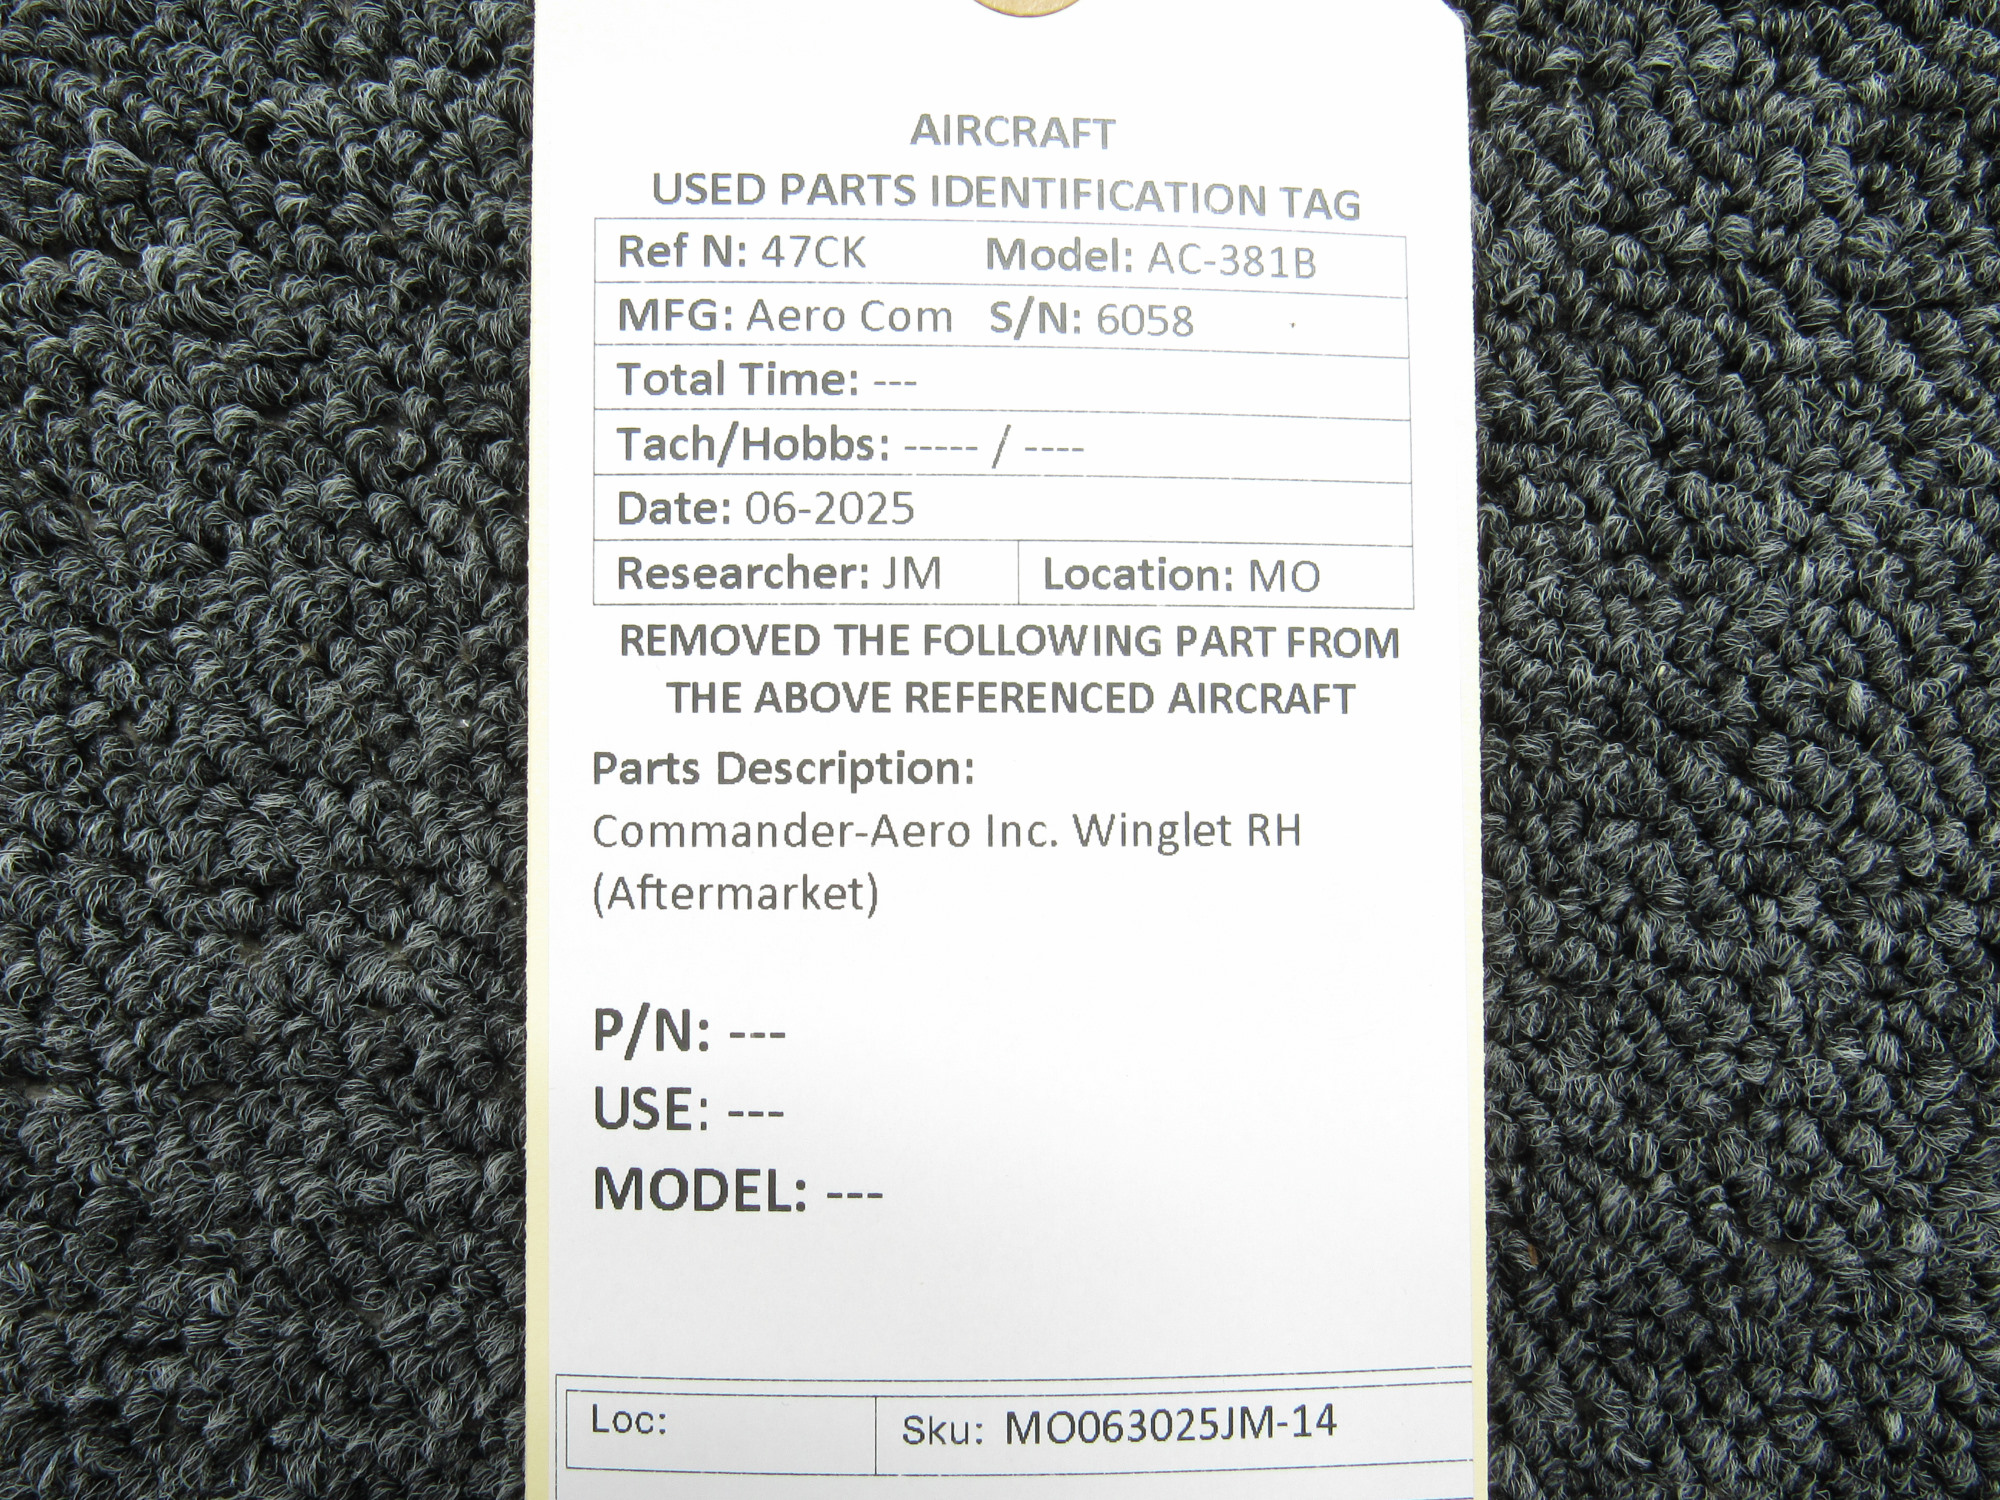 AIRCRAFT
USED PARTS IDENTIFICATION TAG
Ref N: 47CK Model: AC-381B
MFG: Aero Com S/N: 6058
Total Time: ---
Tach/Hobbs: ----- / ----
Date: 06-2025
Researcher: JM Location: MO
REMOVED THE FOLLOWING PART FROM
THE ABOVE REFERENCED AIRCRAFT
Parts Description:
Commander-Aero Inc. Winglet RH
(Aftermarket)
P/N: ---
USE: ---
MODEL: ---
Loc: Sku: MO063025JM-14